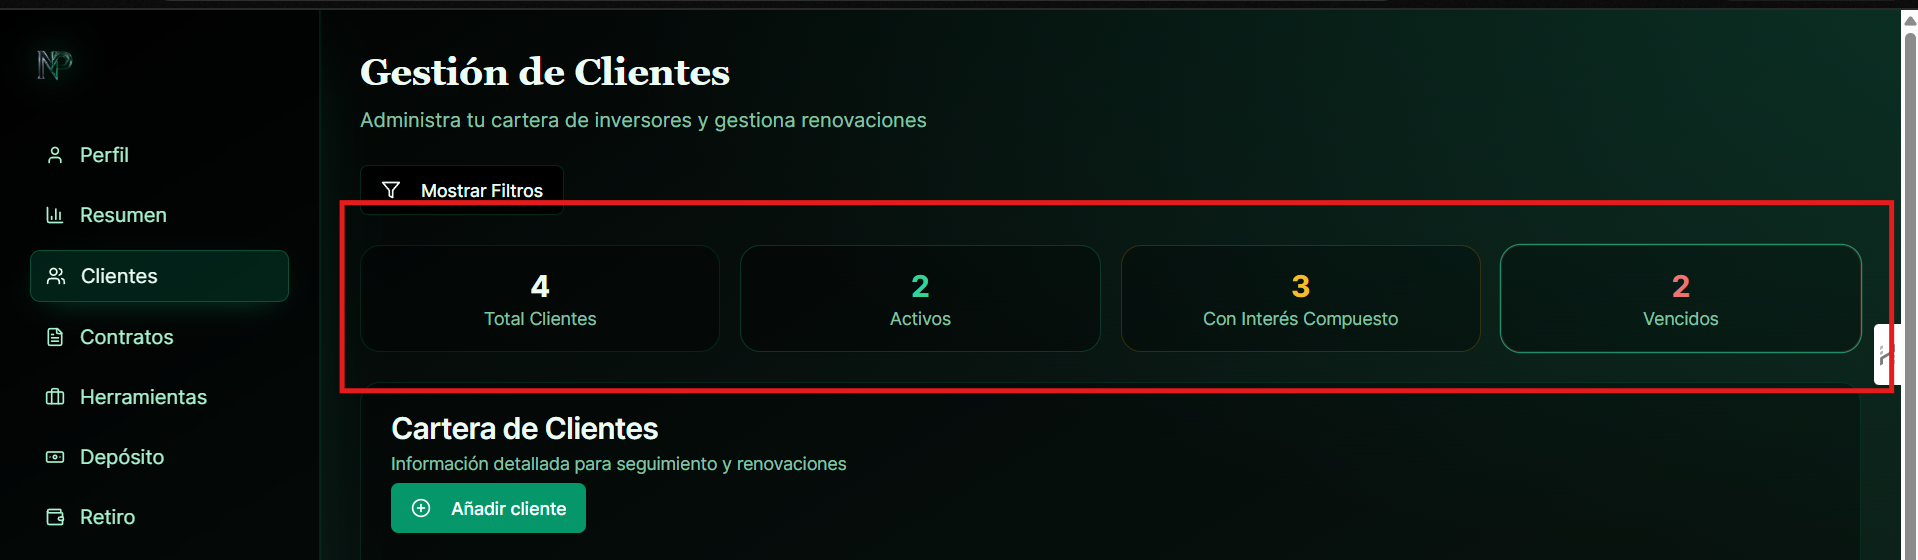 NP
Perfil
Resumen
Clientes
Contratos
Herramientas
Depósito
Retiro
Gestión de Clientes
Administra tu cartera de inversores y gestiona renovaciones
Mostrar Filtros
4
Total Clientes
2
Activos
3
Con Interés Compuesto
2
Vencidos
Cartera de Clientes
Información detallada para seguimiento y renovaciones
Añadir cliente